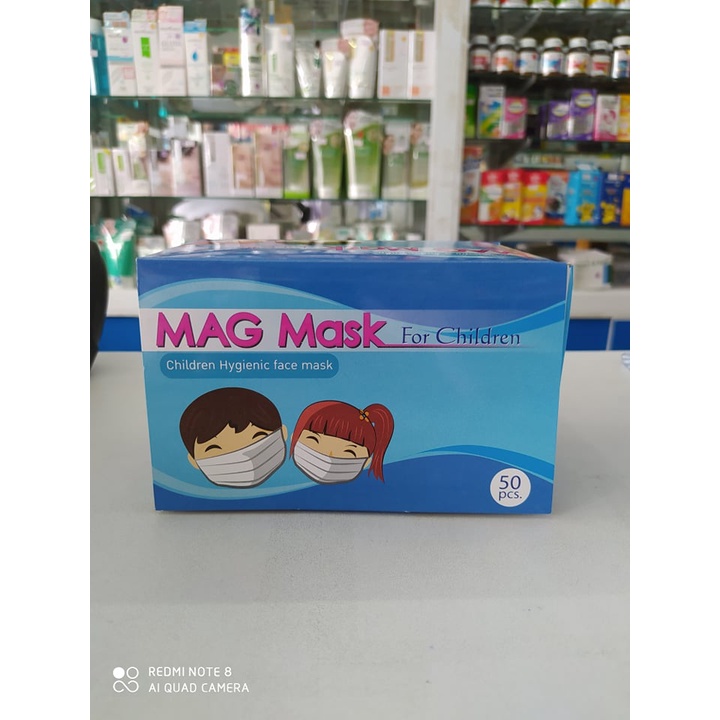 MAG Mask For Children
Children Hygienic face mask
50
pcs.
REDMI NOTE 8
AI QUAD CAMERA